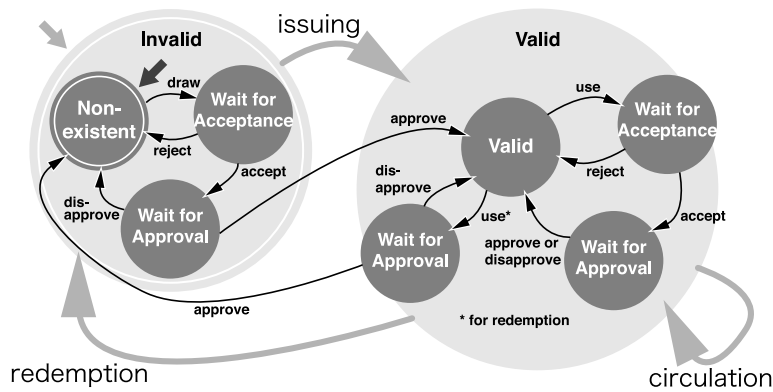 issuing
Invalid
Valid
draw
Non-
existent
Wait for
Acceptance
reject
accept
dis-
approve
Wait for
Approval
approve
use
Wait for
Acceptance
Valid
reject
dis-
approve
use*
accept
Wait for
Approval
approve or
disapprove
Wait for
Approval
approve
* for redemption
redemption
circulation